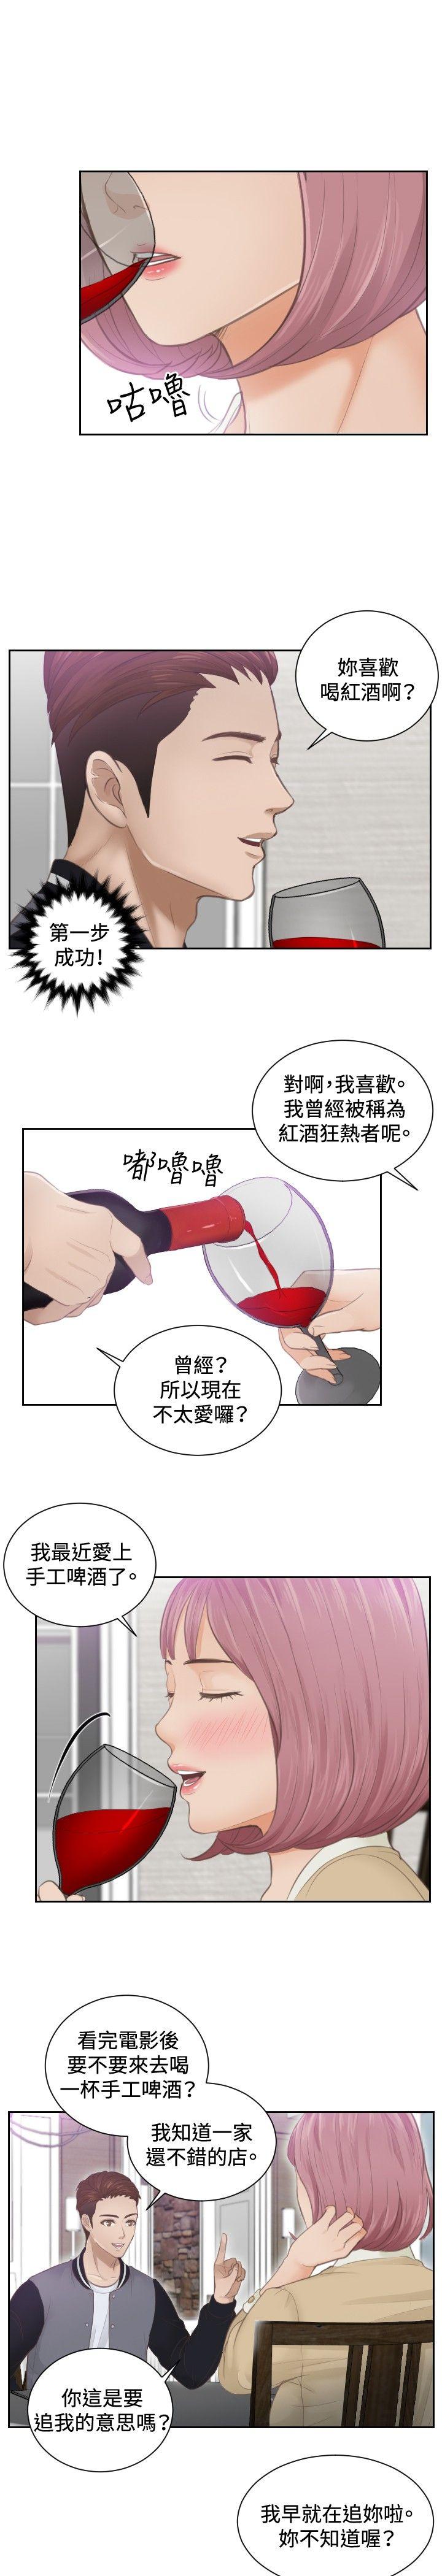 咕嚕
妳喜歡
喝紅酒啊？
第一步
成功！
對啊，我喜歡。
我曾經被稱為
紅酒狂熱者呢。
嘟嚕嚕
曾經？
所以現在
不太愛囉？
我最近愛上
手工啤酒了。
看完電影後
要不要來去喝
一杯手工啤酒？
我知道一家
還不錯的店。
你這是要
追我的意思嗎？
我早就在追妳啦。
妳不知道喔？